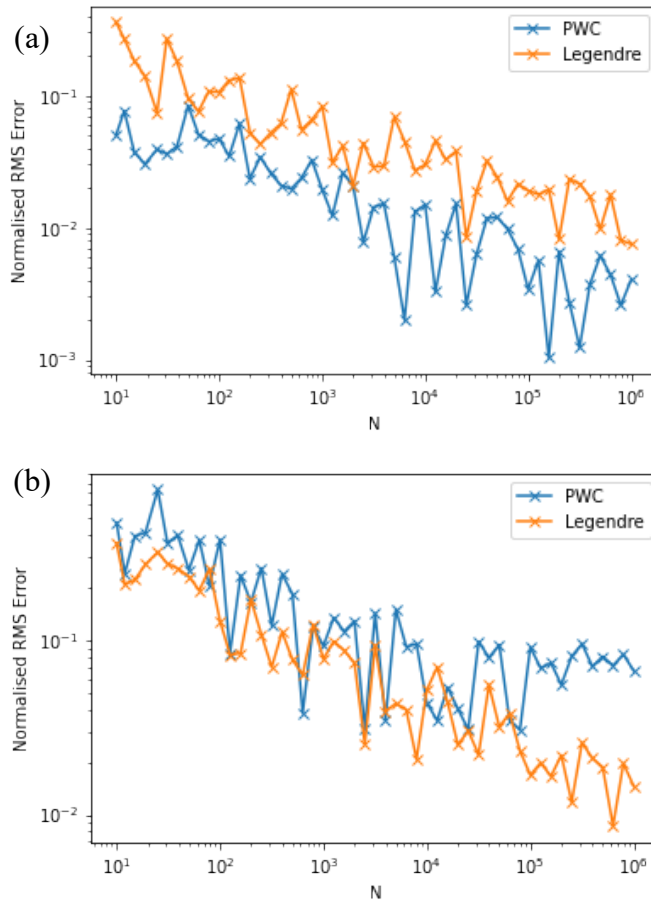 (a)
PWC
Legendre
Normalised RMS Error
10⁻¹
10⁻²
10⁻³
10¹
10²
10³
10⁴
10⁵
10⁶
N
(b)
PWC
Legendre
Normalised RMS Error
10⁻¹
10⁻²
10¹
10²
10³
10⁴
10⁵
10⁶
N